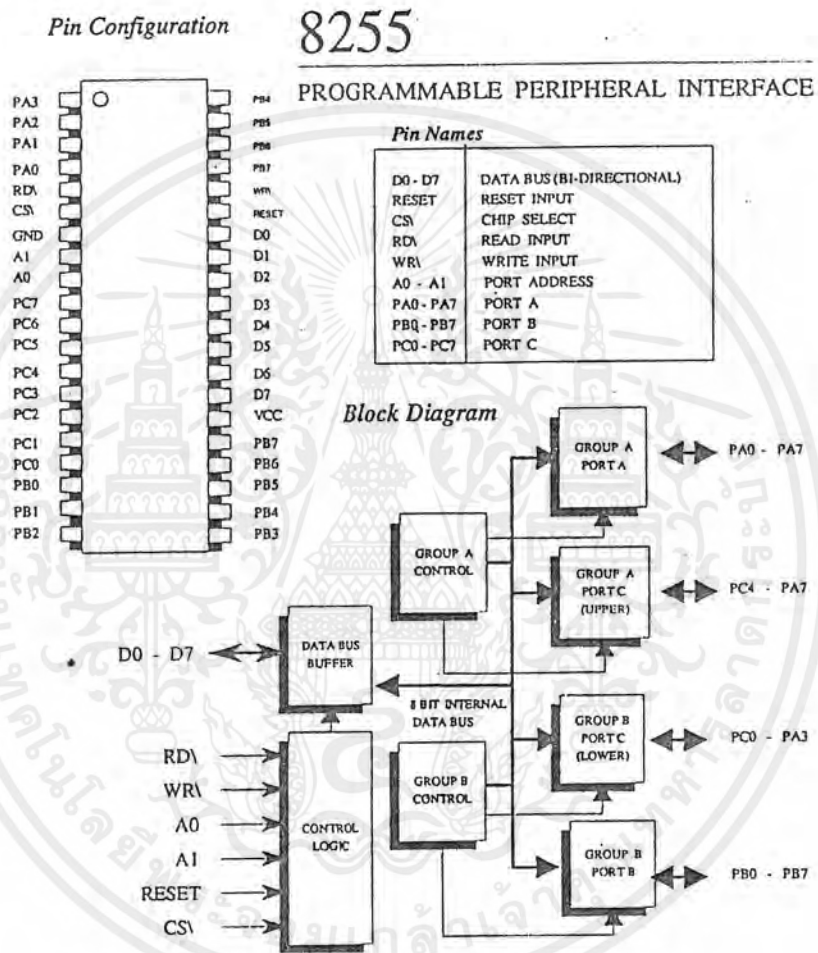 Pin Configuration
8255
PROGRAMMABLE PERIPHERAL INTERFACE
PA3
PA2
PA1
PA0
RD\
CS\
GND
A1
A0
PC7
PC6
PC5
PC4
PC3
PC2
PC1
PC0
PB0
PB1
PB2
PB4
PB5
PB6
PB7
WR\
RESET
D0
D1
D2
D3
D4
D5
D6
D7
VCC
PB7
PB6
PB5
PB4
PB3
Pin Names
D0 - D7 DATA BUS (BI-DIRECTIONAL)
RESET RESET INPUT
CS\ CHIP SELECT
RD\ READ INPUT
WR\ WRITE INPUT
A0 - A1 PORT ADDRESS
PA0 - PA7 PORT A
PB0 - PB7 PORT B
PC0 - PC7 PORT C
Block Diagram
GROUP A
PORT A
PA0 - PA7
GROUP A
CONTROL
GROUP A
PORT C
(UPPER)
PC4 - PA7
D0 - D7
DATA BUS
BUFFER
8 BIT INTERNAL
DATA BUS
GROUP B
PORT C
(LOWER)
PC0 - PA3
GROUP B
CONTROL
RD\
WR\
A0
A1
RESET
CS\
CONTROL
LOGIC
GROUP B
PORT B
PB0 - PB7